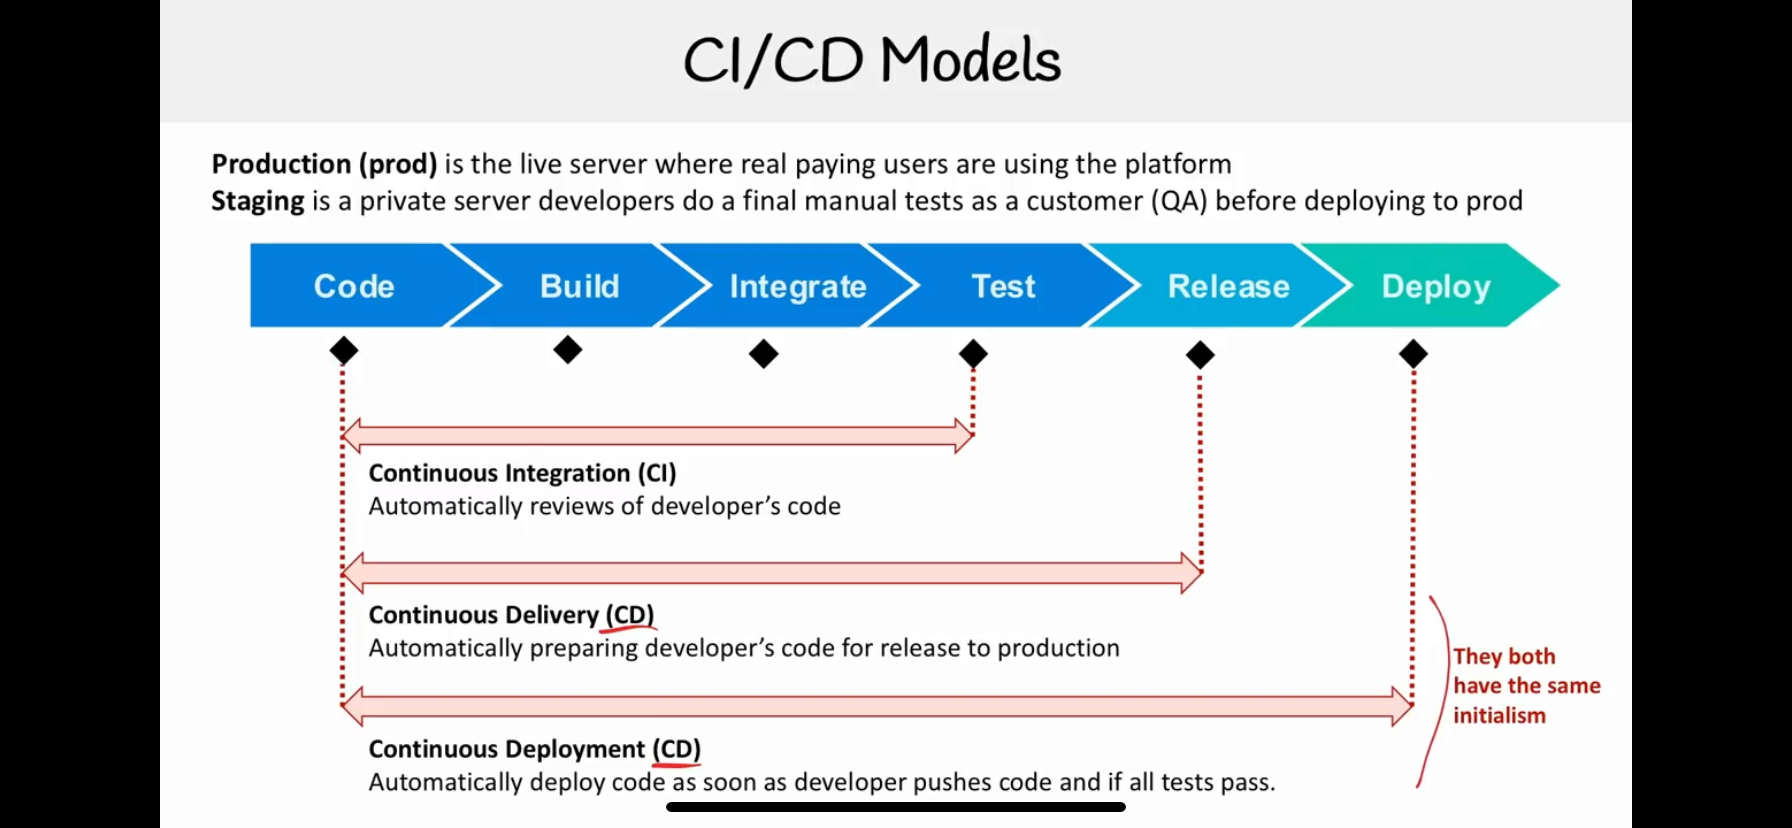 CI/CD Models
Production (prod) is the live server where real paying users are using the platform
Staging is a private server developers do a final manual tests as a customer (QA) before deploying to prod
Code
Build
Integrate
Test
Release
Deploy
Continuous Integration (CI)
Automatically reviews of developer’s code
Continuous Delivery (CD)
Automatically preparing developer’s code for release to production
They both
have the same
initialism
Continuous Deployment (CD)
Automatically deploy code as soon as developer pushes code and if all tests pass.